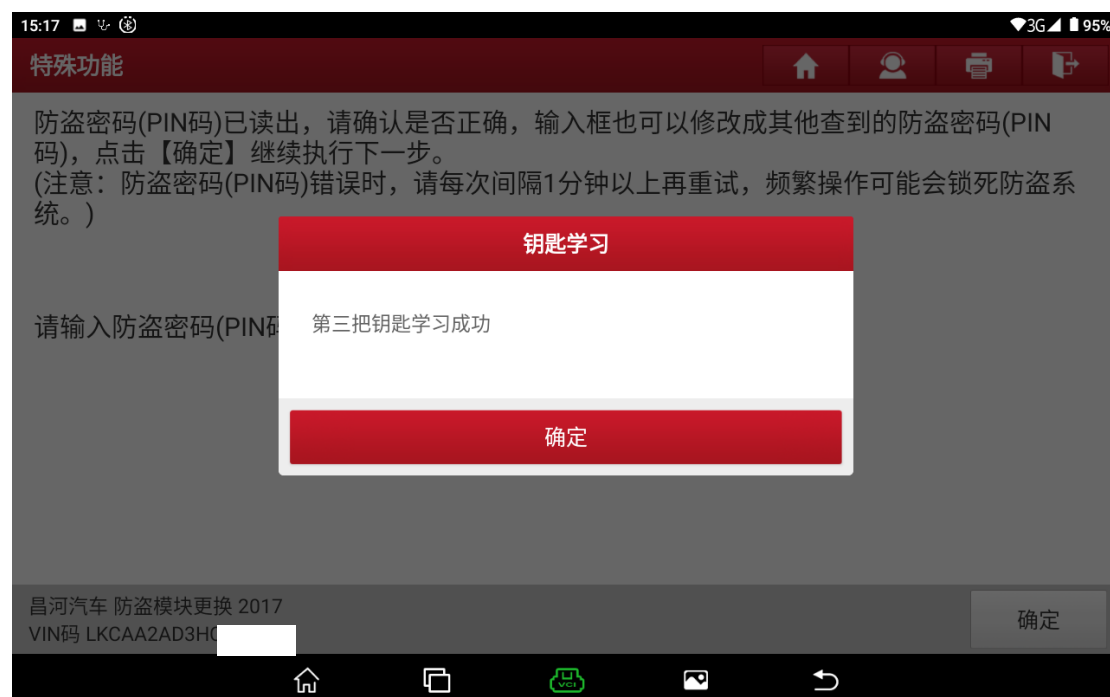 15:17
3G 95%
特殊功能
防盗密码(PIN码)已读出，请确认是否正确，输入框也可以修改成其他查到的防盗密码(PIN
码)，点击【确定】继续执行下一步。
(注意：防盗密码(PIN码)错误时，请每次间隔1分钟以上再重试，频繁操作可能会锁死防盗系
统。)
钥匙学习
请输入防盗密码(PIN
第三把钥匙学习成功
确定
昌河汽车 防盗模块更换 2017
VIN码 LKCAA2AD3H
确定
VCI